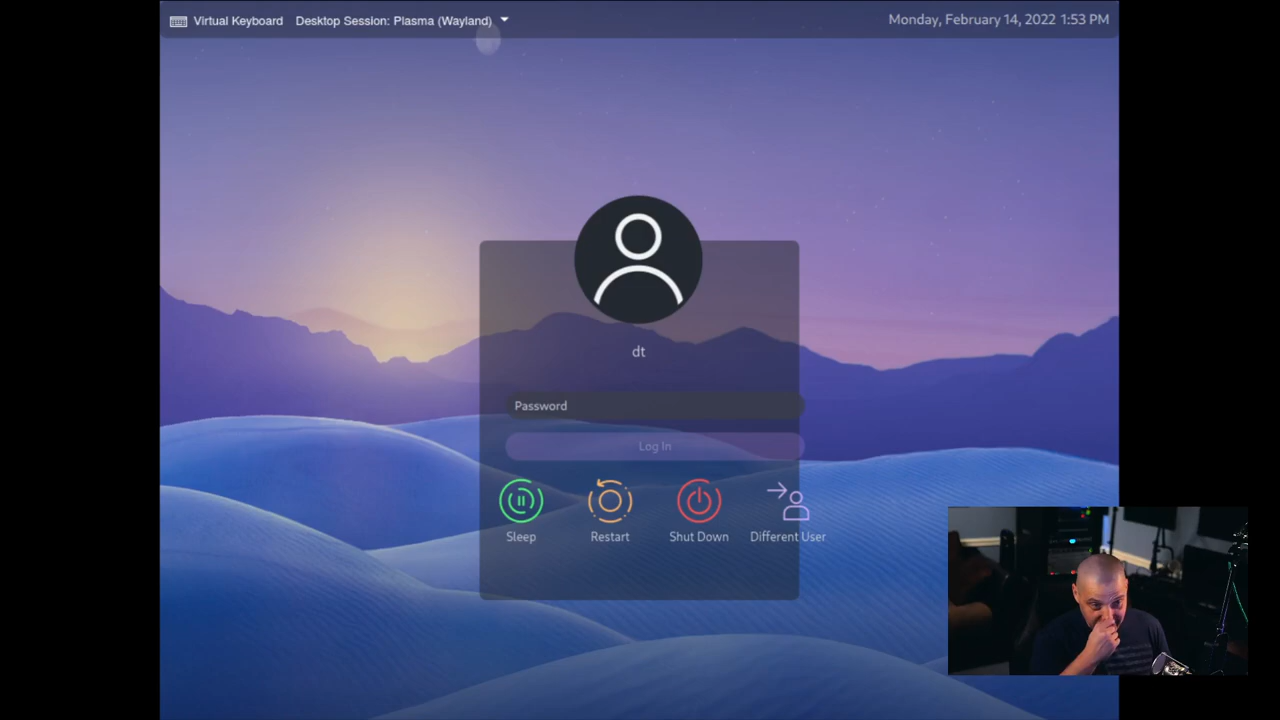 Virtual Keyboard Desktop Session: Plasma (Wayland) Monday, February 14, 2022 1:53 PM
dt
Password
Log In
Sleep Restart Shut Down Different User